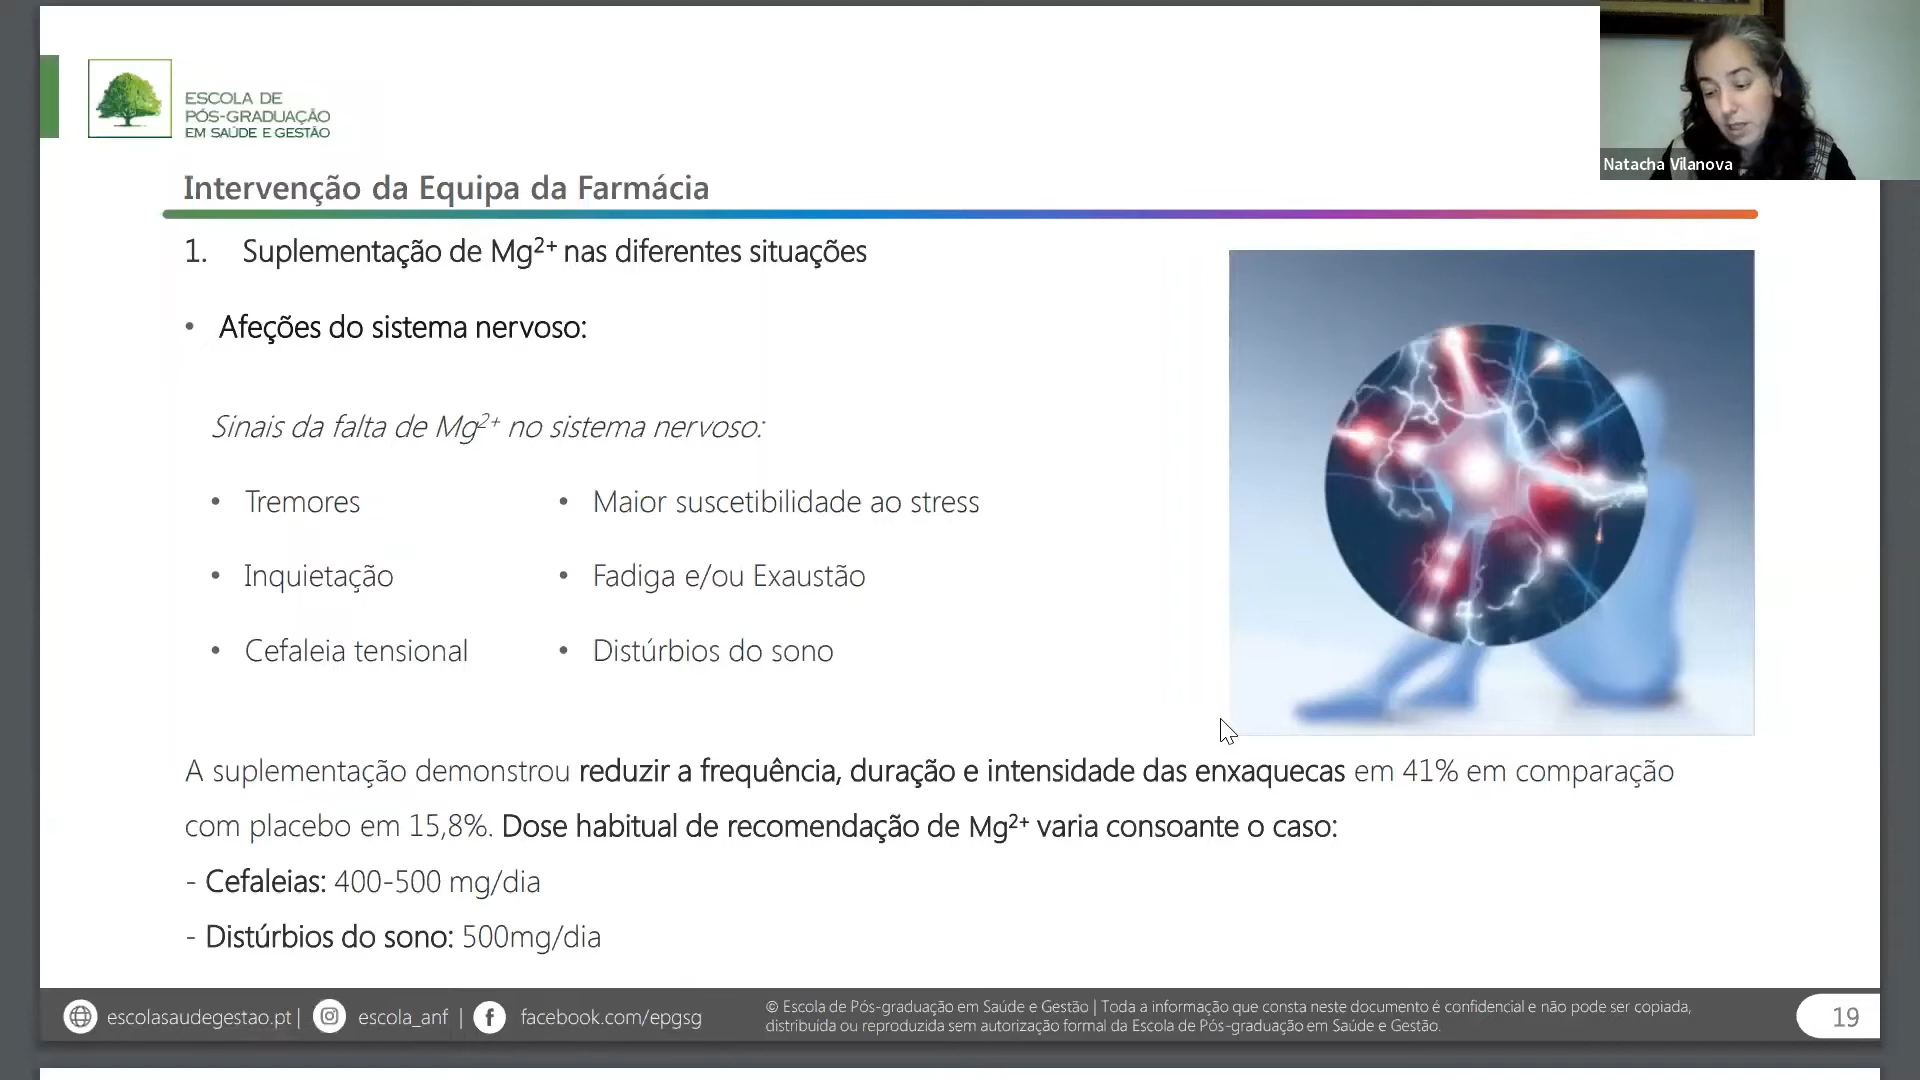 ESCOLA DE
PÓS-GRADUAÇÃO
EM SAÚDE E GESTÃO
Natacha Vilanova
Intervenção da Equipa da Farmácia
1. Suplementação de Mg²⁺ nas diferentes situações
• Afeções do sistema nervoso:
Sinais da falta de Mg²⁺ no sistema nervoso:
• Tremores
• Inquietação
• Cefaleia tensional
• Maior suscetibilidade ao stress
• Fadiga e/ou Exaustão
• Distúrbios do sono
A suplementação demonstrou reduzir a frequência, duração e intensidade das enxaquecas em 41% em comparação
com placebo em 15,8%. Dose habitual de recomendação de Mg²⁺ varia consoante o caso:
- Cefaleias: 400-500 mg/dia
- Distúrbios do sono: 500mg/dia
escolasaudegestao.pt | escola_anf | facebook.com/epgsg
© Escola de Pós-graduação em Saúde e Gestão | Toda a informação que consta neste documento é confidencial e não pode ser copiada,
distribuída ou reproduzida sem autorização formal da Escola de Pós-graduação em Saúde e Gestão.
19